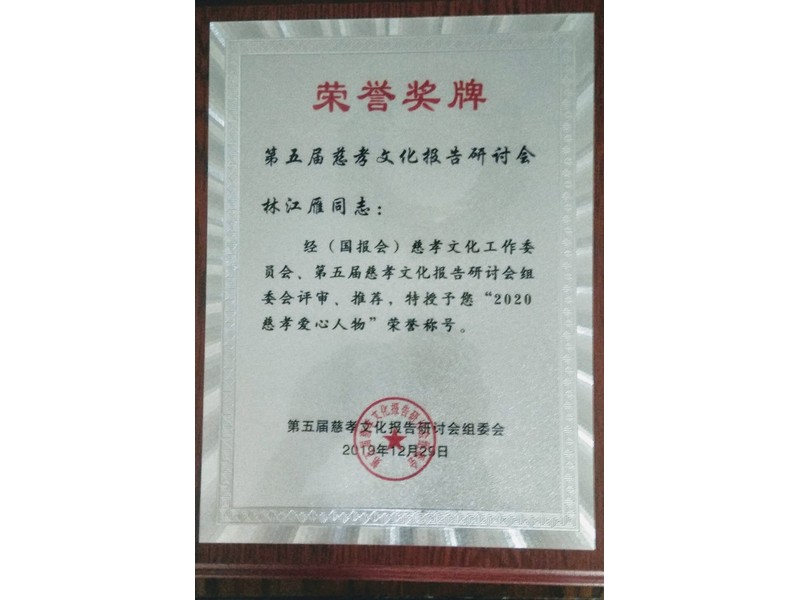 荣誉奖牌
第五届慈孝文化报告研讨会
林江雁同志：
经（国报会）慈孝文化工作委
员会、第五届慈孝文化报告研讨会组
委会评审、推荐，特授予您“2020
慈孝爱心人物”荣誉称号。
第五届慈孝文化报告研讨会组委会
2019年12月29日